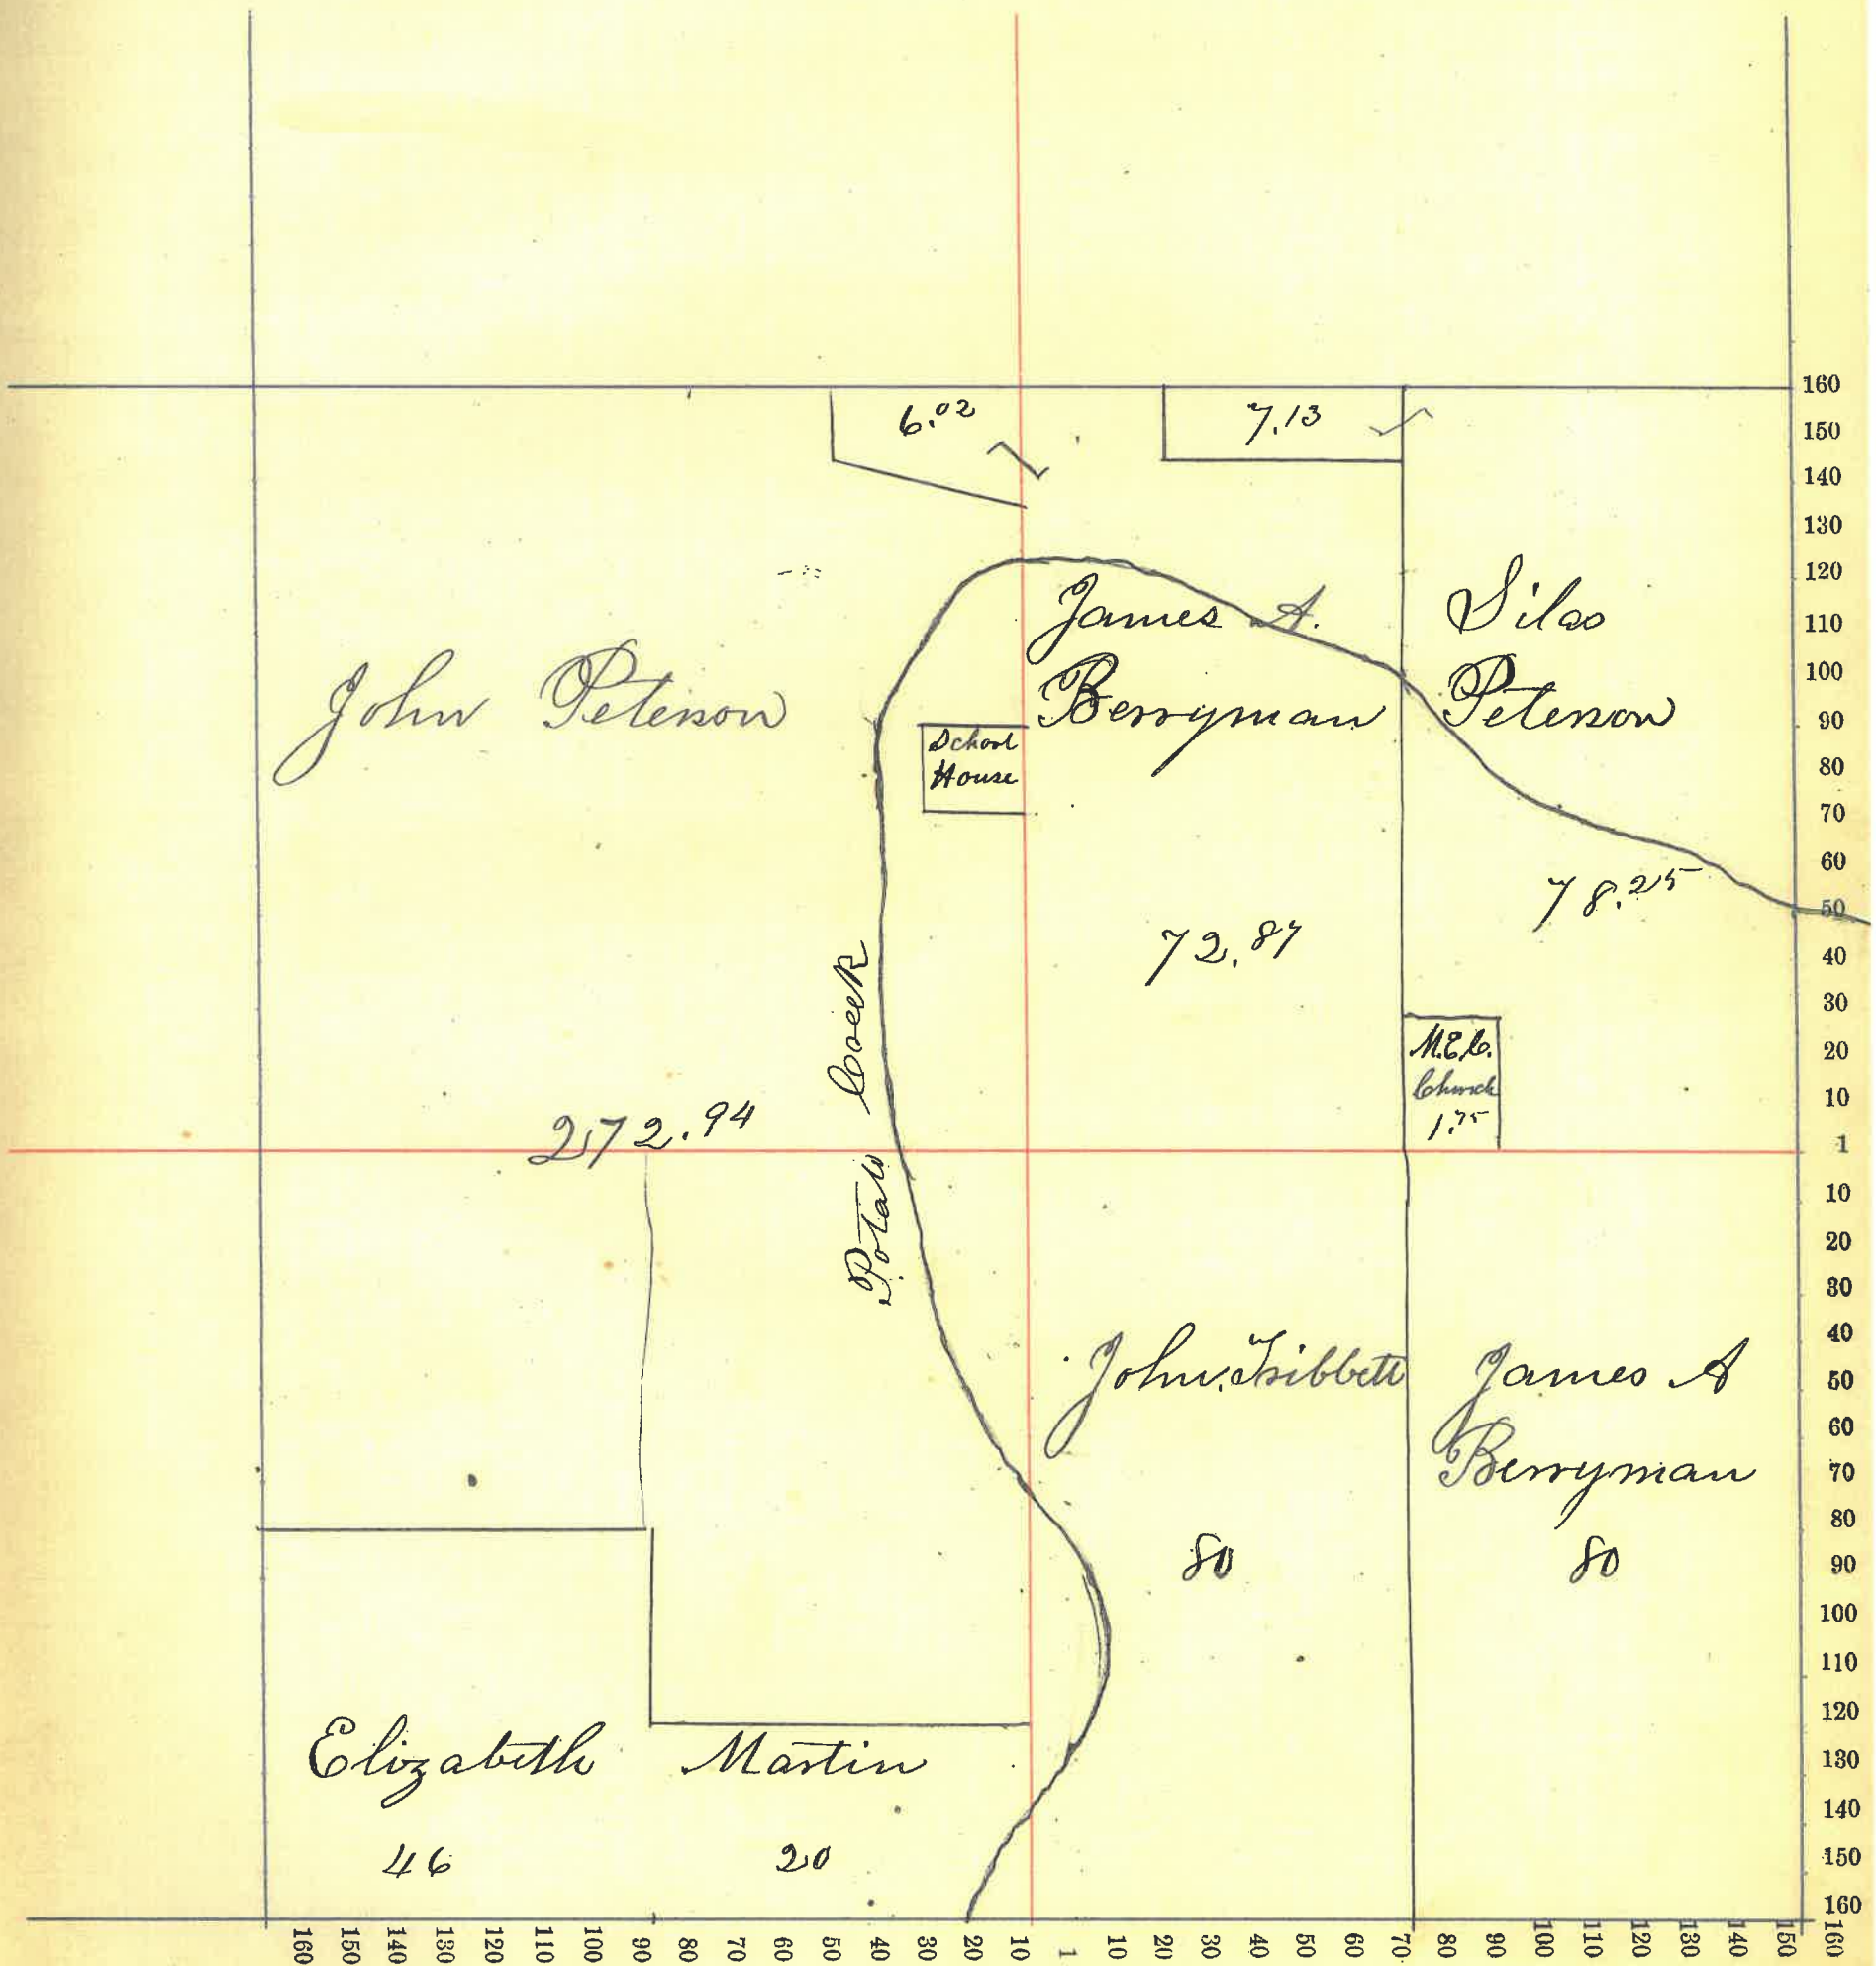 6.02
7.13
James A.
Berryman
Silas
Peterson
John Peterson
School
House
78.25
72.87
M.E.C.
Church
1.75
272.94
Potato Creek
John Tribbett
James A
Berryman
80
80
Elizabeth Martin
46
20
160
150
140
130
120
110
100
90
80
70
60
50
40
30
20
10
1
10
20
30
40
50
60
70
80
90
100
110
120
130
140
150
160
160 150 140 130 120 110 100 90 80 70 60 50 40 30 20 10 1 10 20 30 40 50 60 70 80 90 100 110 120 130 140 150 160